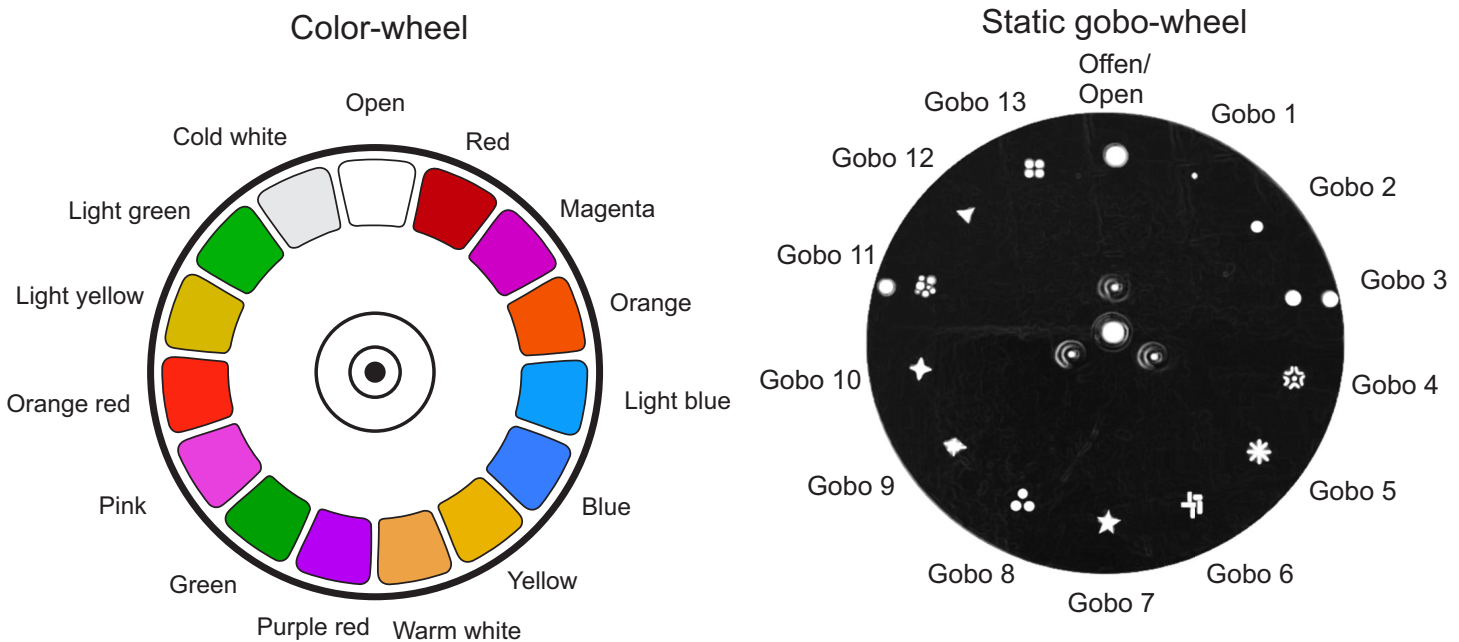 Color-wheel
Open
Red
Magenta
Orange
Light blue
Blue
Yellow
Warm white
Purple red
Green
Pink
Orange red
Light yellow
Light green
Cold white
Static gobo-wheel
Offen/
Open
Gobo 1
Gobo 2
Gobo 3
Gobo 4
Gobo 5
Gobo 6
Gobo 7
Gobo 8
Gobo 9
Gobo 10
Gobo 11
Gobo 12
Gobo 13